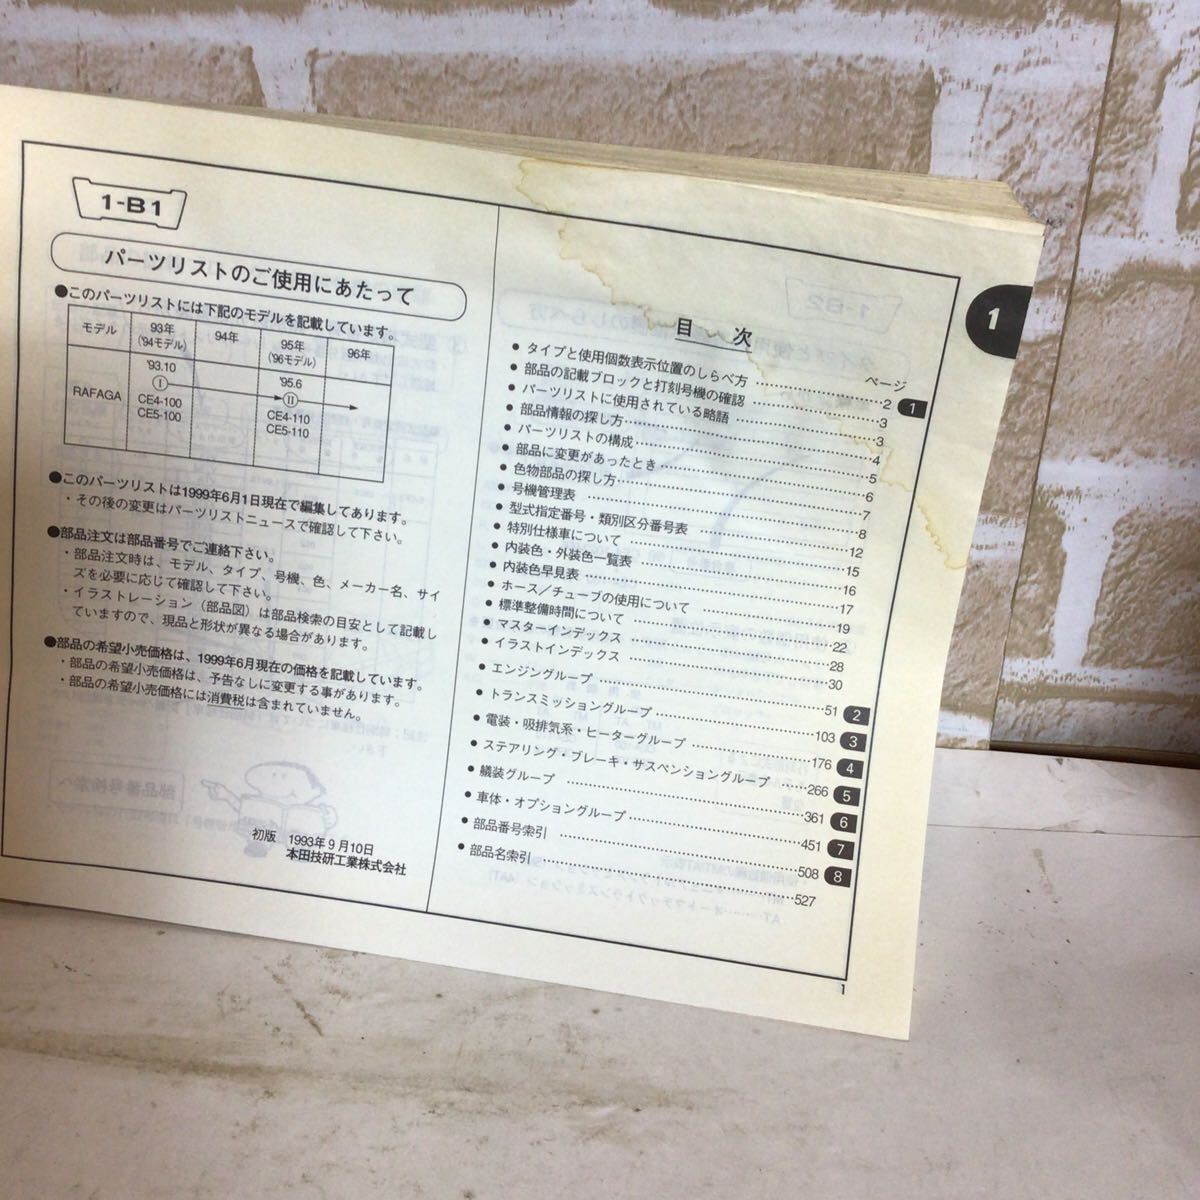 1-B1
パーツリストのご使用にあたって
●このパーツリストには下記のモデルを記載しています。
モデル 93年 ('94モデル) 94年 95年 ('96モデル) 96年
RAFAGA '93.10 '95.6
I II
CE4-100 CE4-110
CE5-100 CE5-110
●このパーツリストは1999年6月1日現在で編集してあります。
・その後の変更はパーツリストニュースで確認して下さい。
●部品注文は部品番号でご連絡下さい。
・部品注文時は、モデル、タイプ、号機、色、メーカー名、サイ
ズを必要に応じて確認して下さい。
・イラストレーション（部品図）は部品検索の目安として記載し
ていますので、現品と形状が異なる場合があります。
●部品の希望小売価格は、1999年6月現在の価格を記載しています。
・部品の希望小売価格は、予告なしに変更する事があります。
・部品の希望小売価格には消費税は含まれていません。
初版 1993年9月10日
本田技研工業株式会社
目次
ページ
● タイプと使用個数表示位置のしらべ方 2 1
● 部品の記載ブロックと打刻号機の確認 3
● パーツリストに使用されている略語 3
● 部品情報の探し方 4
● パーツリストの構成 5
● 部品に変更があったとき 6
● 色物部品の探し方 7
● 号機管理表 8
● 型式指定番号・類別区分番号表 12
● 特別仕様車について 15
● 内装色・外装色一覧表 16
● 内装色早見表 17
● ホース／チューブの使用について 19
● 標準整備時間について 22
● マスターインデックス 28
● イラストインデックス 30
● エンジングループ 51 2
● トランスミッショングループ 103 3
● 電装・吸排気系・ヒーターグループ 176 4
● ステアリング・ブレーキ・サスペンショングループ 266 5
● 艤装グループ 361 6
● 車体・オプショングループ 451 7
● 部品番号索引 508 8
● 部品名索引 527
1
1